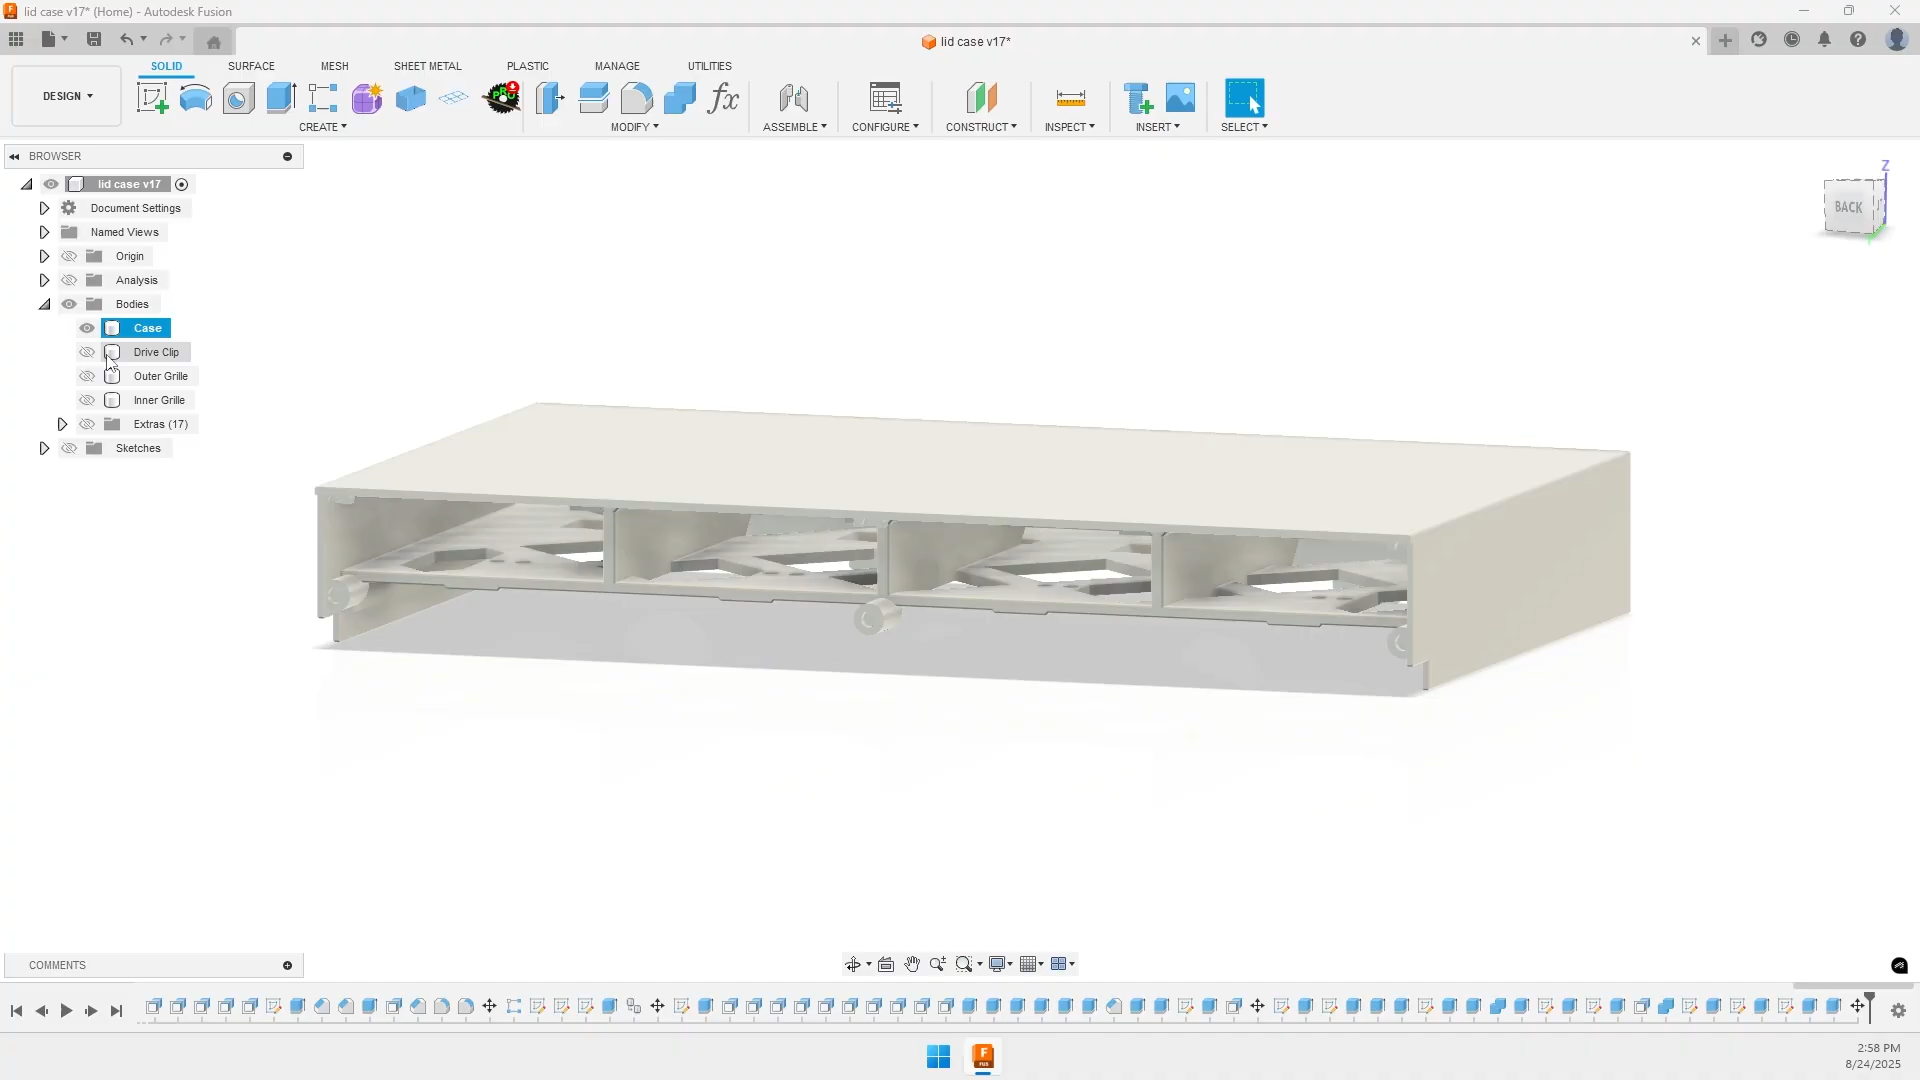 lid case v17* (Home) - Autodesk Fusion
lid case v17*
DESIGN
SOLID
SURFACE
MESH
SHEET METAL
PLASTIC
MANAGE
UTILITIES
CREATE
MODIFY
ASSEMBLE
CONFIGURE
CONSTRUCT
INSPECT
INSERT
SELECT
BROWSER
lid case v17
Document Settings
Named Views
Origin
Analysis
Bodies
Case
Drive Clip
Outer Grille
Inner Grille
Extras (17)
Sketches
Z
BACK
COMMENTS
2:58 PM
8/24/2025